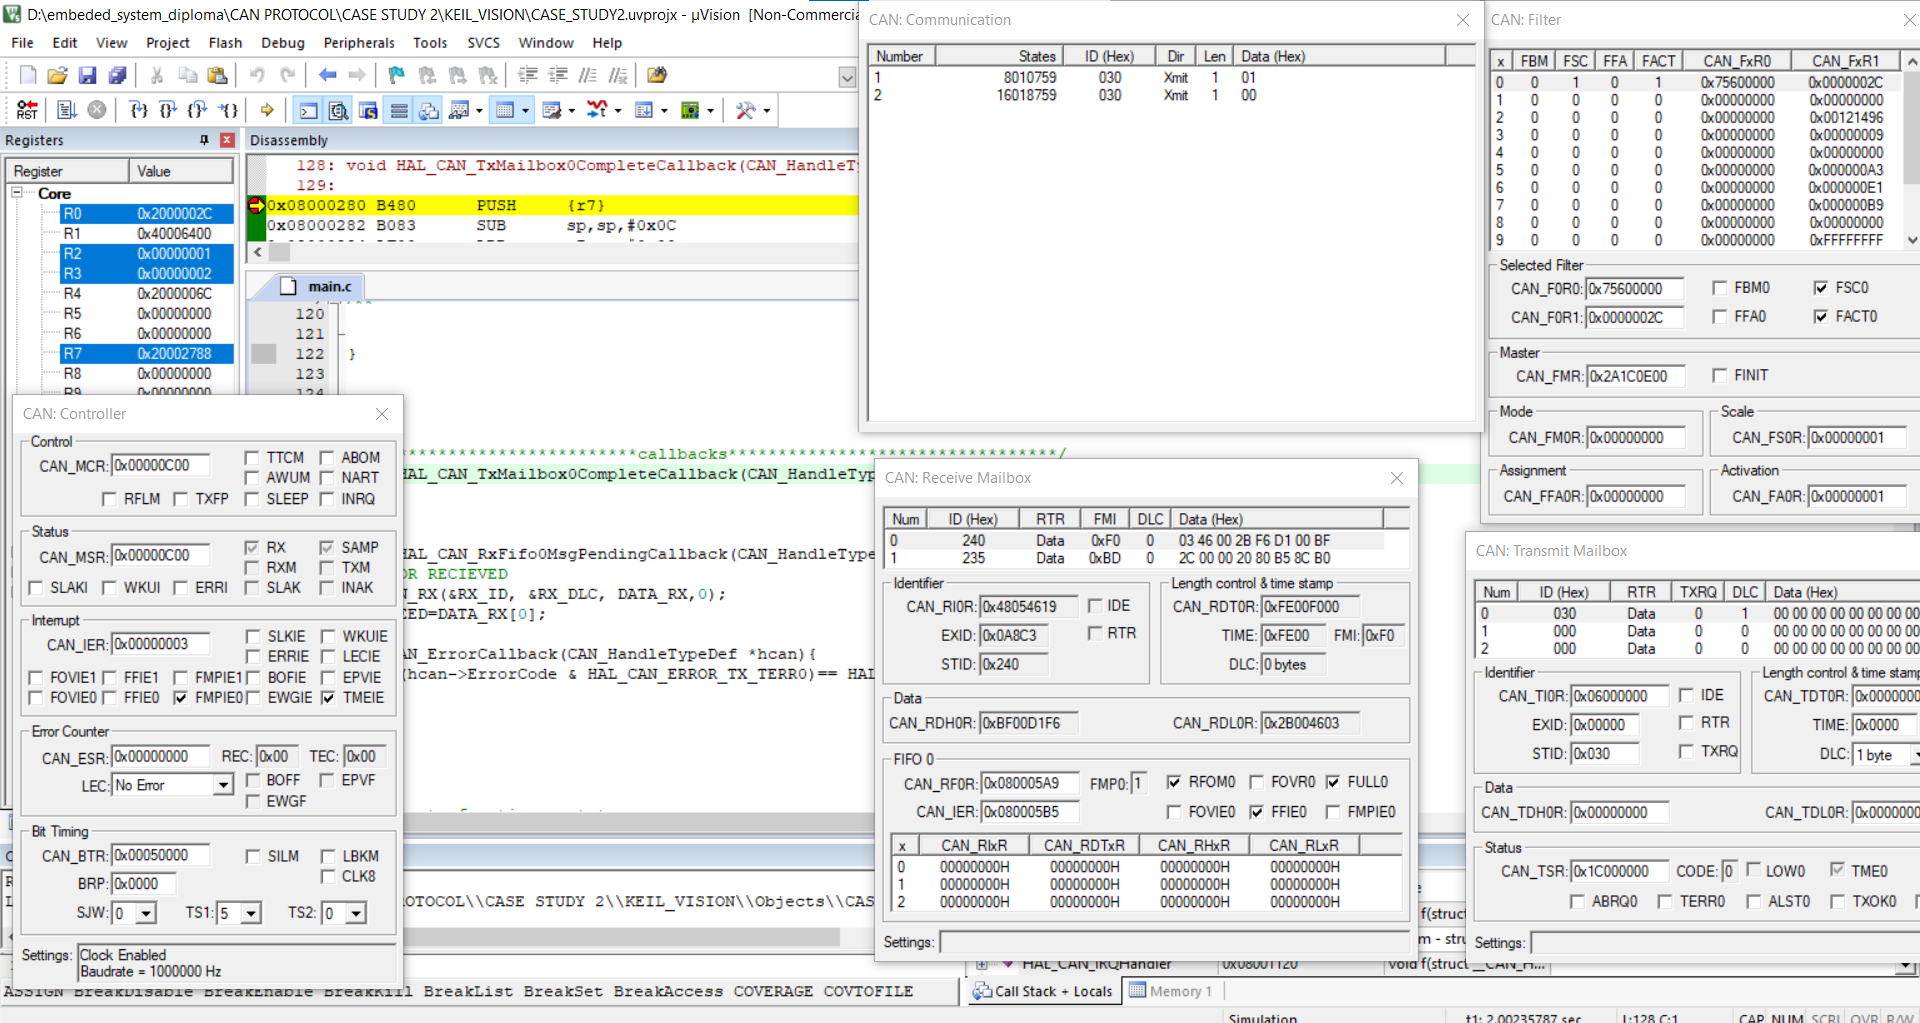 D:\embeded_system_diploma\CAN PROTOCOL\CASE STUDY 2\KEIL_VISION\CASE_STUDY2.uvprojx - µVision [Non-Commercia
File Edit View Project Flash Debug Peripherals Tools SVCS Window Help
Registers
Register Value
Core
R0 0x2000002C
R1 0x40006400
R2 0x00000001
R3 0x00000002
R4 0x2000006C
R5 0x00000000
R6 0x00000000
R7 0x20002788
R8 0x00000000
Disassembly
128: void HAL_CAN_TxMailbox0CompleteCallback(CAN_HandleTy
129:
0x08000280 B480 PUSH {r7}
0x08000282 B083 SUB sp,sp,#0x0C
main.c
120
121
122 }
123
124
************************callbacks*********************************/
HAL_CAN_TxMailbox0CompleteCallback(CAN_HandleTyp
HAL_CAN_RxFifo0MsgPendingCallback(CAN_HandleType
OR RECIEVED
N_RX(&RX_ID, &RX_DLC, DATA_RX,0);
CED=DATA_RX[0];
AN_ErrorCallback(CAN_HandleTypeDef *hcan){
(hcan->ErrorCode & HAL_CAN_ERROR_TX_TERR0)== HAL
CAN: Communication
Number States ID (Hex) Dir Len Data (Hex)
1 8010759 030 Xmit 1 01
2 16018759 030 Xmit 1 00
CAN: Filter
x FBM FSC FFA FACT CAN_FxR0 CAN_FxR1
0 0 1 0 1 0x75600000 0x0000002C
1 0 0 0 0 0x00000000 0x00000000
2 0 0 0 0 0x00000000 0x00121496
3 0 0 0 0 0x00000000 0x00000009
4 0 0 0 0 0x00000000 0x00000000
5 0 0 0 0 0x00000000 0x000000A3
6 0 0 0 0 0x00000000 0x000000E1
7 0 0 0 0 0x00000000 0x000000B9
8 0 0 0 0 0x00000000 0x00000000
9 0 0 0 0 0x00000000 0xFFFFFFFF
Selected Filter
CAN_F0R0: 0x75600000 FBM0 FSC0
CAN_F0R1: 0x0000002C FFA0 FACT0
Master
CAN_FMR: 0x2A1C0E00 FINIT
Mode Scale
CAN_FM0R: 0x00000000 CAN_FS0R: 0x00000001
Assignment Activation
CAN_FFA0R: 0x00000000 CAN_FA0R: 0x00000001
CAN: Controller
Control
CAN_MCR: 0x00000C00 TTCM ABOM
AWUM NART
RFLM TXFP SLEEP INRQ
Status
CAN_MSR: 0x00000C00 RX SAMP
RXM TXM
SLAKI WKUI ERRI SLAK INAK
Interrupt
CAN_IER: 0x00000003 SLKIE WKUIE
ERRIE LECIE
FOVIE1 FFIE1 FMPIE1 BOFIE EPVIE
FOVIE0 FFIE0 FMPIE0 EWGIE TMEIE
Error Counter
CAN_ESR: 0x00000000 REC: 0x00 TEC: 0x00
LEC: No Error BOFF EPVF
EWGF
Bit Timing
CAN_BTR: 0x00050000 SILM LBKM
BRP: 0x0000 CLK8
SJW: 0 TS1: 5 TS2: 0
Settings: Clock Enabled
Baudrate = 1000000 Hz
CAN: Receive Mailbox
Num ID (Hex) RTR FMI DLC Data (Hex)
0 240 Data 0xF0 0 03 46 00 2B F6 D1 00 BF
1 235 Data 0xBD 0 2C 00 00 20 80 B5 8C B0
Identifier Length control & time stamp
CAN_RI0R: 0x48054619 IDE CAN_RDT0R: 0xFE00F000
EXID: 0x0A8C3 RTR TIME: 0xFE00 FMI: 0xF0
STID: 0x240 DLC: 0 bytes
Data
CAN_RDH0R: 0xBF00D1F6 CAN_RDL0R: 0x2B004603
FIFO 0
CAN_RF0R: 0x080005A9 FMP0: 1 RFOM0 FOVR0 FULL0
CAN_IER: 0x080005B5 FOVIE0 FFIE0 FMPIE0
x CAN_RIxR CAN_RDTxR CAN_RHxR CAN_RLxR
0 00000000H 00000000H 00000000H 00000000H
1 00000000H 00000000H 00000000H 00000000H
2 00000000H 00000000H 00000000H 00000000H
Settings:
CAN: Transmit Mailbox
Num ID (Hex) RTR TXRQ DLC Data (Hex)
0 030 Data 0 1 00 00 00 00 00 00 00
1 000 Data 0 0 00 00 00 00 00 00 00
2 000 Data 0 0 00 00 00 00 00 00 00
Identifier Length control & time stamp
CAN_TI0R: 0x06000000 IDE CAN_TDT0R: 0x0000000
EXID: 0x00000 RTR TIME: 0x0000
STID: 0x030 TXRQ DLC: 1 byte
Data
CAN_TDH0R: 0x00000000 CAN_TDL0R: 0x0000000
Status
CAN_TSR: 0x1C000000 CODE: 0 LOW0 TME0
ABRQ0 TERR0 ALST0 TXOK0
Settings:
OTOCOL\\CASE STUDY 2\\KEIL_VISION\\Objects\\CAS
f(struct
m - stru
HAL_CAN_IRQHandler 0x08001120 void f(struct __CAN_H...
ASSIGN BreakDisable BreakEnable BreakKill BreakList BreakSet BreakAccess COVERAGE COVTOFILE
Call Stack + Locals Memory 1
Simulation t1: 2.00235787 sec L:128 C:1 CAP NUM SCRL OVR R/W